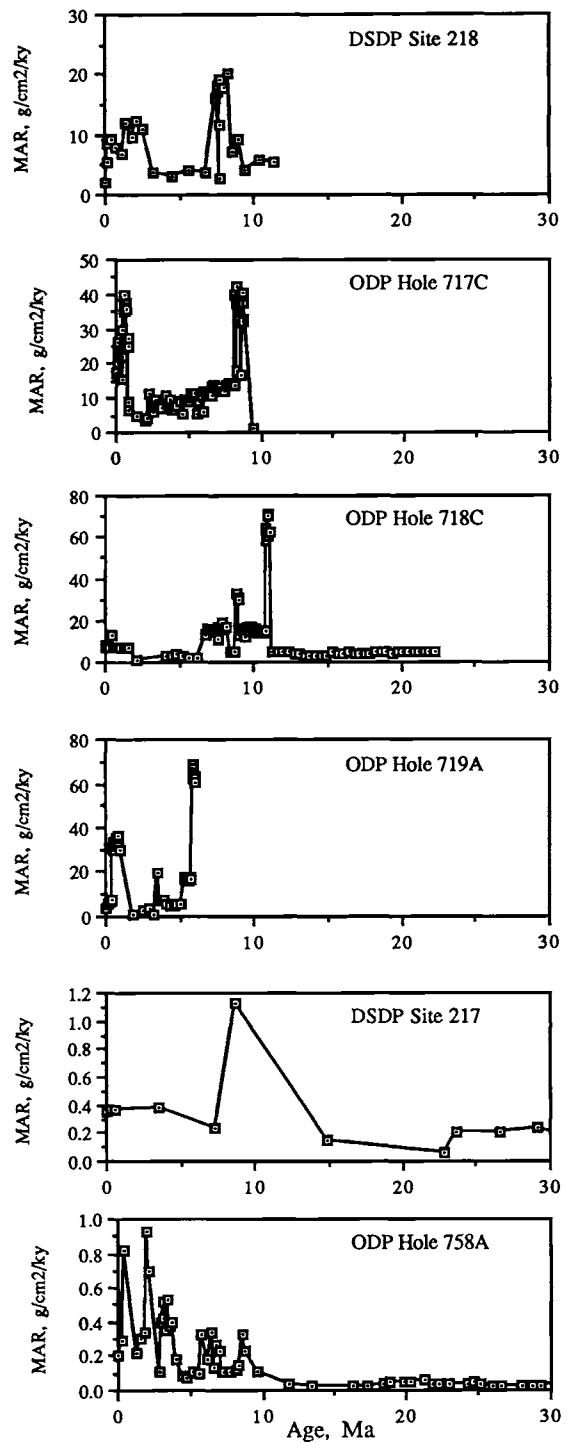 DSDP Site 218
MAR, g/cm2/ky
30
20
10
0
0 10 20 30
ODP Hole 717C
MAR, g/cm2/ky
50
40
30
20
10
0
0 10 20 30
ODP Hole 718C
MAR, g/cm2/ky
80
60
40
20
0
0 10 20 30
ODP Hole 719A
MAR, g/cm2/ky
80
60
40
20
0
0 10 20 30
DSDP Site 217
MAR, g/cm2/ky
1.2
1.0
0.8
0.6
0.4
0.2
0.0
0 10 20 30
ODP Hole 758A
MAR, g/cm2/ky
1.0
0.8
0.6
0.4
0.2
0.0
0 10 20 30
Age, Ma